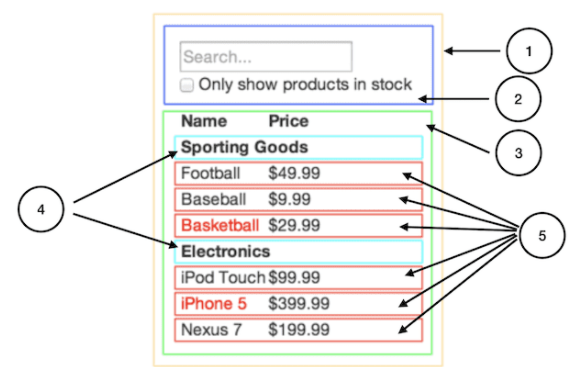 1
Search...
Only show products in stock
2
Name Price
3
Sporting Goods
Football $49.99
Baseball $9.99
4
Basketball $29.99
5
Electronics
iPod Touch $99.99
iPhone 5 $399.99
Nexus 7 $199.99